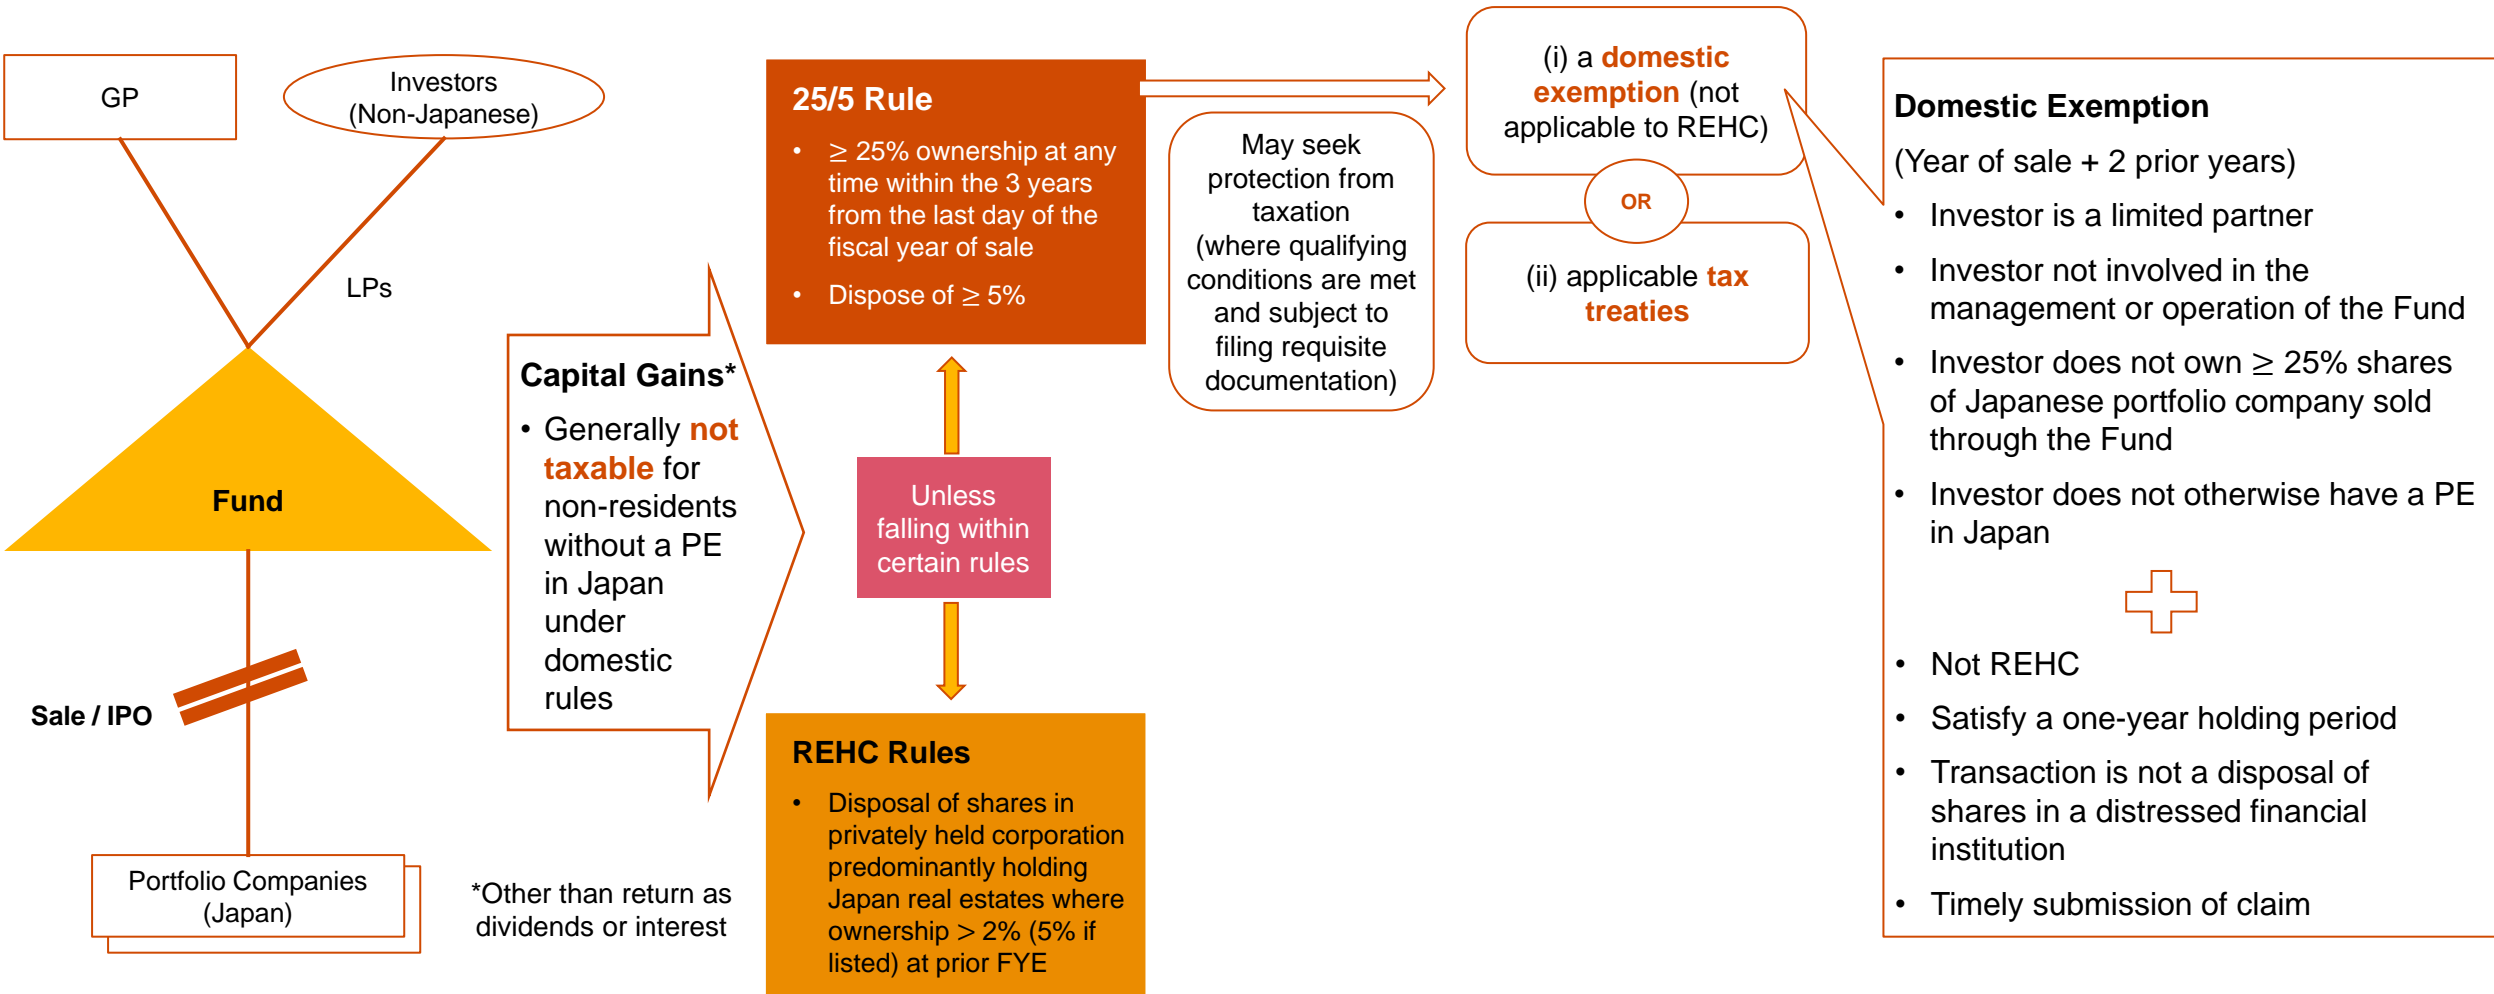 GP
Investors
(Non-Japanese)
LPs
Fund
Sale / IPO
Portfolio Companies
(Japan)
Capital Gains*
• Generally not
taxable for
non-residents
without a PE
in Japan
under
domestic
rules
*Other than return as
dividends or interest
25/5 Rule
• ≥ 25% ownership at any
time within the 3 years
from the last day of the
fiscal year of sale
• Dispose of ≥ 5%
Unless
falling within
certain rules
REHC Rules
• Disposal of shares in
privately held corporation
predominantly holding
Japan real estates where
ownership > 2% (5% if
listed) at prior FYE
May seek
protection from
taxation
(where qualifying
conditions are met
and subject to
filing requisite
documentation)
(i) a domestic
exemption (not
applicable to REHC)
OR
(ii) applicable tax
treaties
Domestic Exemption
(Year of sale + 2 prior years)
• Investor is a limited partner
• Investor not involved in the
management or operation of the Fund
• Investor does not own ≥ 25% shares
of Japanese portfolio company sold
through the Fund
• Investor does not otherwise have a PE
in Japan
• Not REHC
• Satisfy a one-year holding period
• Transaction is not a disposal of
shares in a distressed financial
institution
• Timely submission of claim